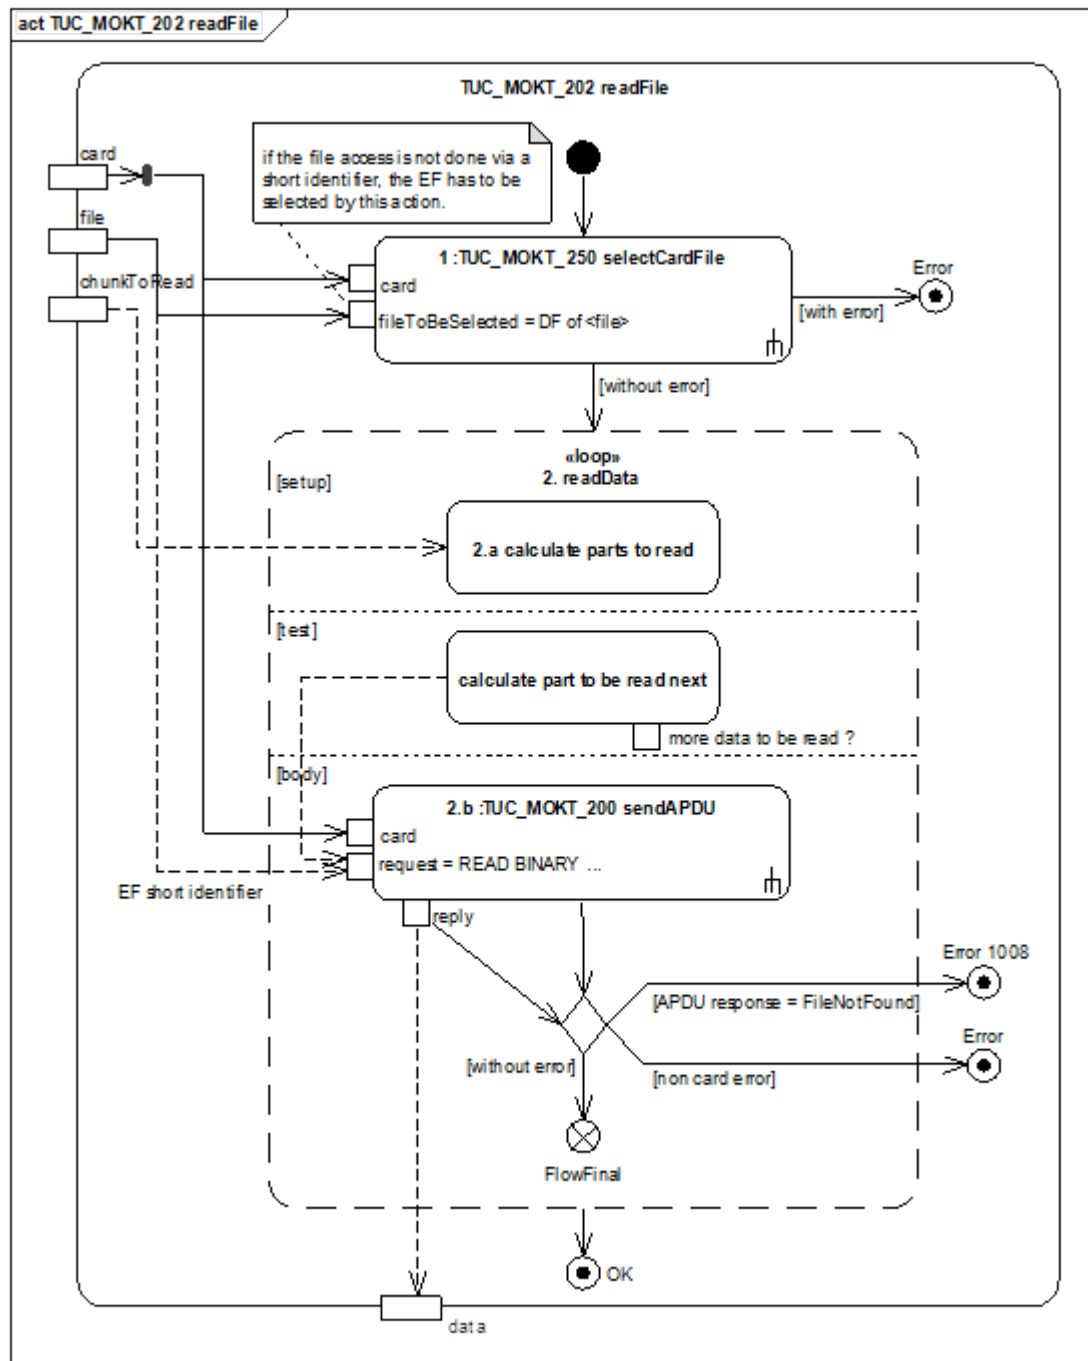 act TUC_MOKT_202 readFile
TUC_MOKT_202 readFile
card
if the file access is not done via a
short identifier, the EF has to be
selected by this action.
file
1 :TUC_MOKT_250 selectCardFile
Error
chunkToRead
card
[with error]
fileToBeSelected = DF of <file>
[without error]
«loop»
2. readData
[setup]
2.a calculate parts to read
[test]
calculate part to be read next
more data to be read ?
[body]
2.b :TUC_MOKT_200 sendAPDU
card
request = READ BINARY ...
EF short identifier
reply
Error 1008
[APDU response = FileNotFound]
Error
[without error]
[non card error]
FlowFinal
OK
data